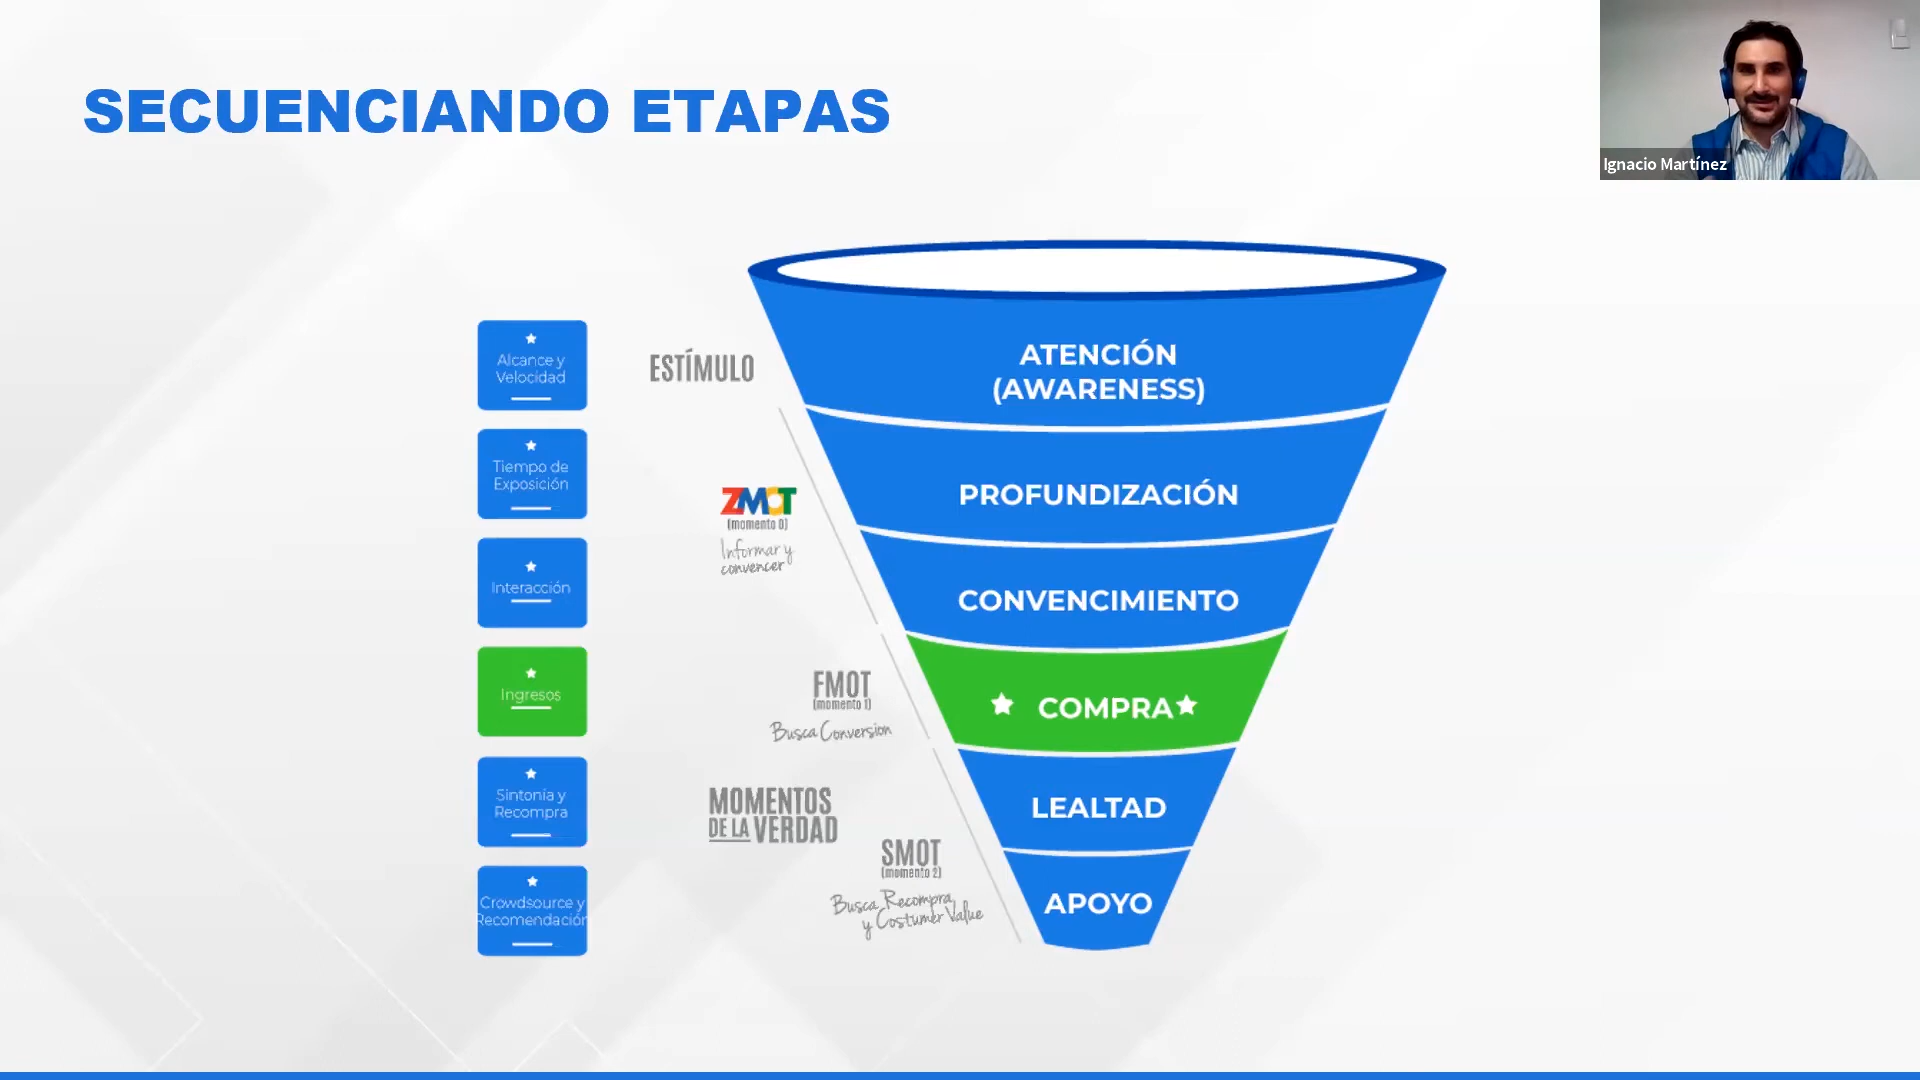 SECUENCIANDO ETAPAS
Ignacio Martínez
Alcance y
Velocidad
Tiempo de
Exposición
Interacción
Ingresos
Sintonía y
Recompra
Crowdsource y
Recomendación
ESTÍMULO
ZMOT
(momento 0)
Informar y
convencer
FMOT
(momento 1)
Busca Conversion
MOMENTOS
DE LA VERDAD
SMOT
(momento 2)
Busca Recompra
y Costumer Value
ATENCIÓN
(AWARENESS)
PROFUNDIZACIÓN
CONVENCIMIENTO
COMPRA
LEALTAD
APOYO